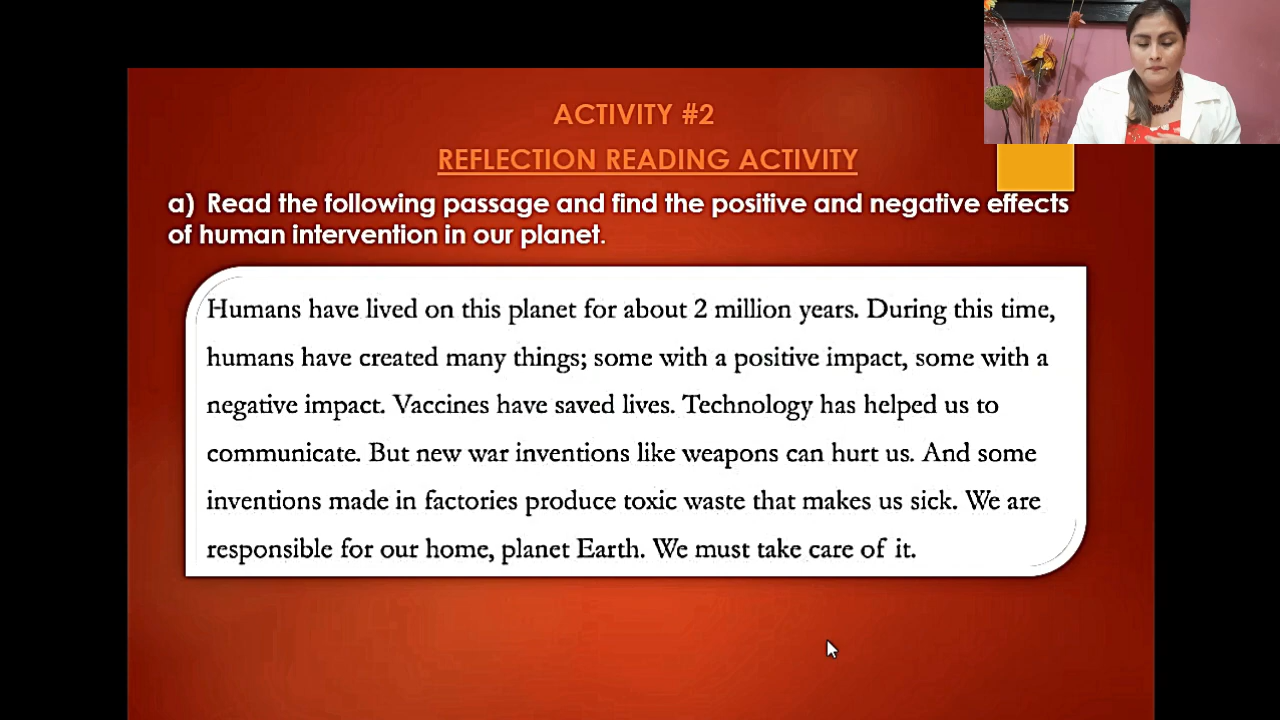 ACTIVITY #2
REFLECTION READING ACTIVITY
a) Read the following passage and find the positive and negative effects
of human intervention in our planet.
Humans have lived on this planet for about 2 million years. During this time,
humans have created many things; some with a positive impact, some with a
negative impact. Vaccines have saved lives. Technology has helped us to
communicate. But new war inventions like weapons can hurt us. And some
inventions made in factories produce toxic waste that makes us sick. We are
responsible for our home, planet Earth. We must take care of it.